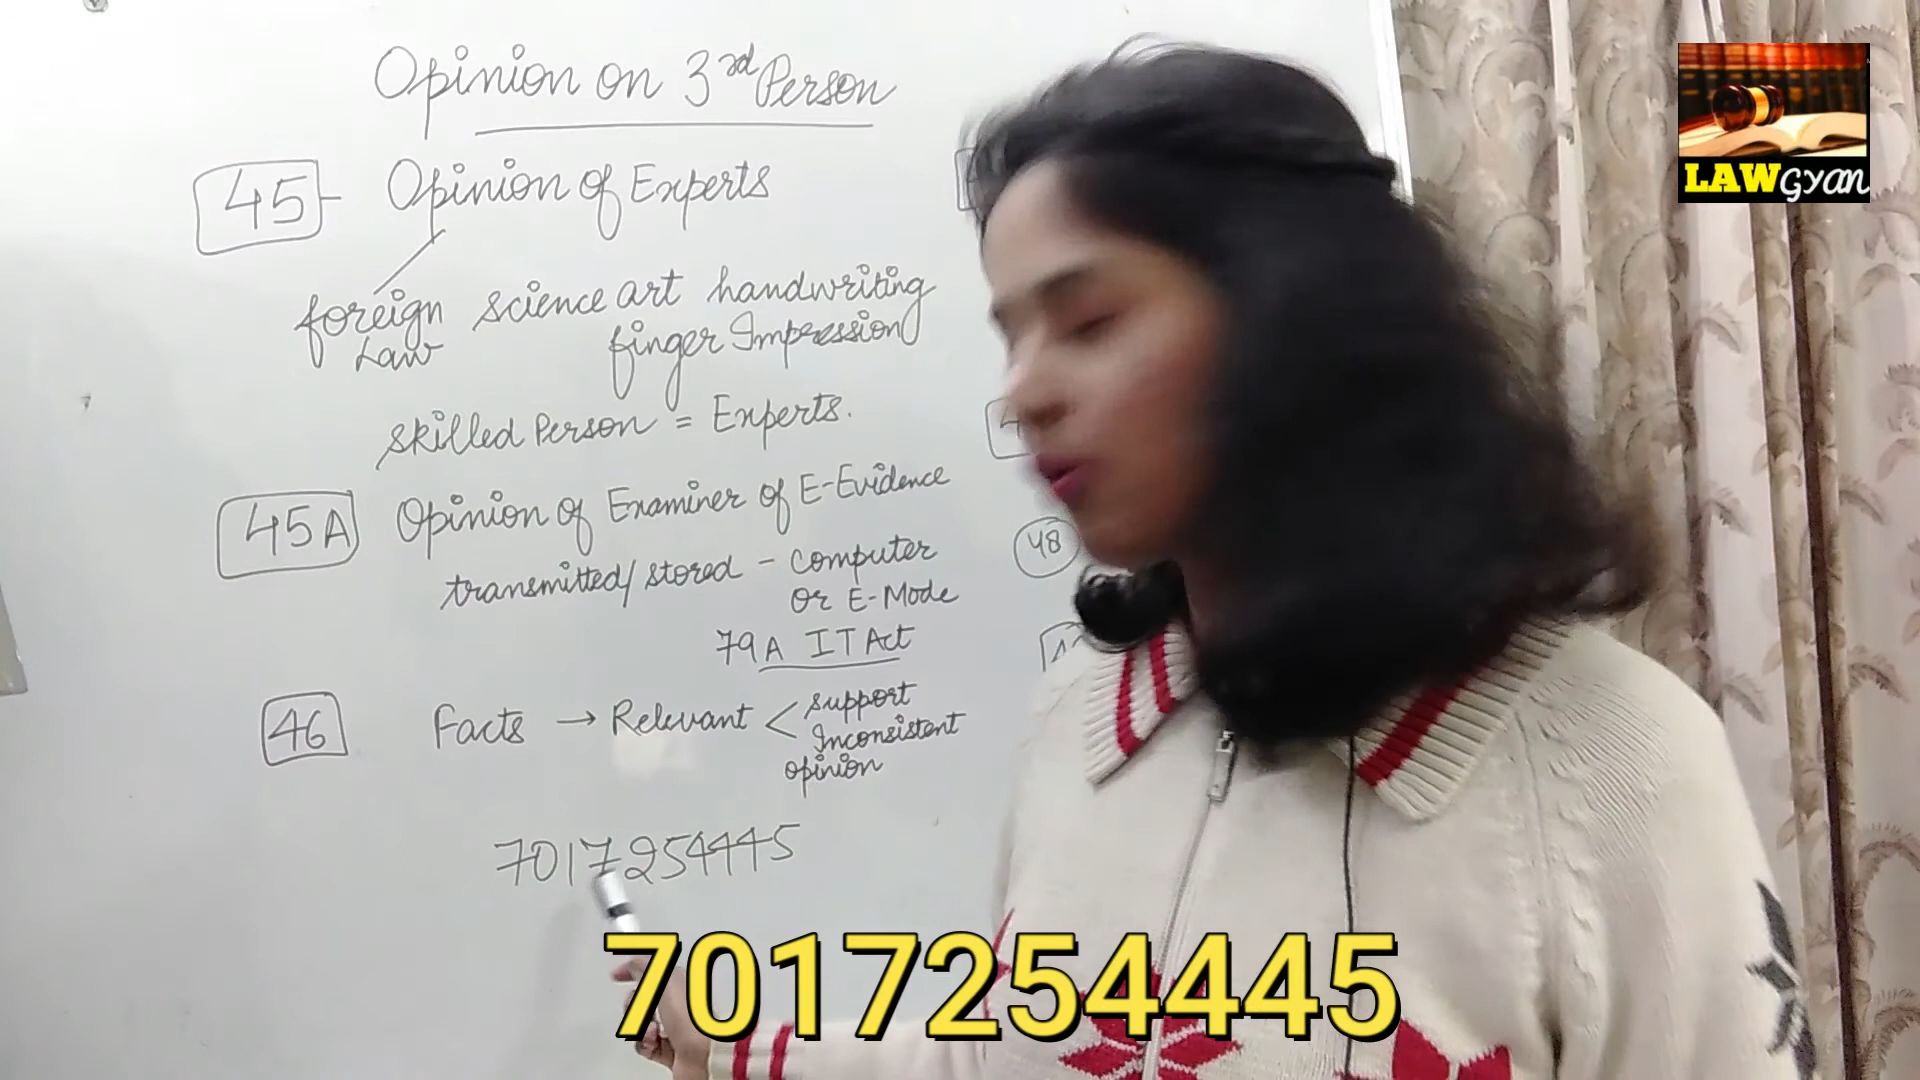 Opinion on 3rd Person
45 - Opinion of Experts
foreign Law science art handwriting
finger Impression
skilled Person = Experts.
45A Opinion of Examiner of E-Evidence
transmitted/stored - computer
or E-Mode
79A IT Act
46 Facts → Relevant < support
Inconsistent
opinion
7017254445
48
7017254445
LAWGyan